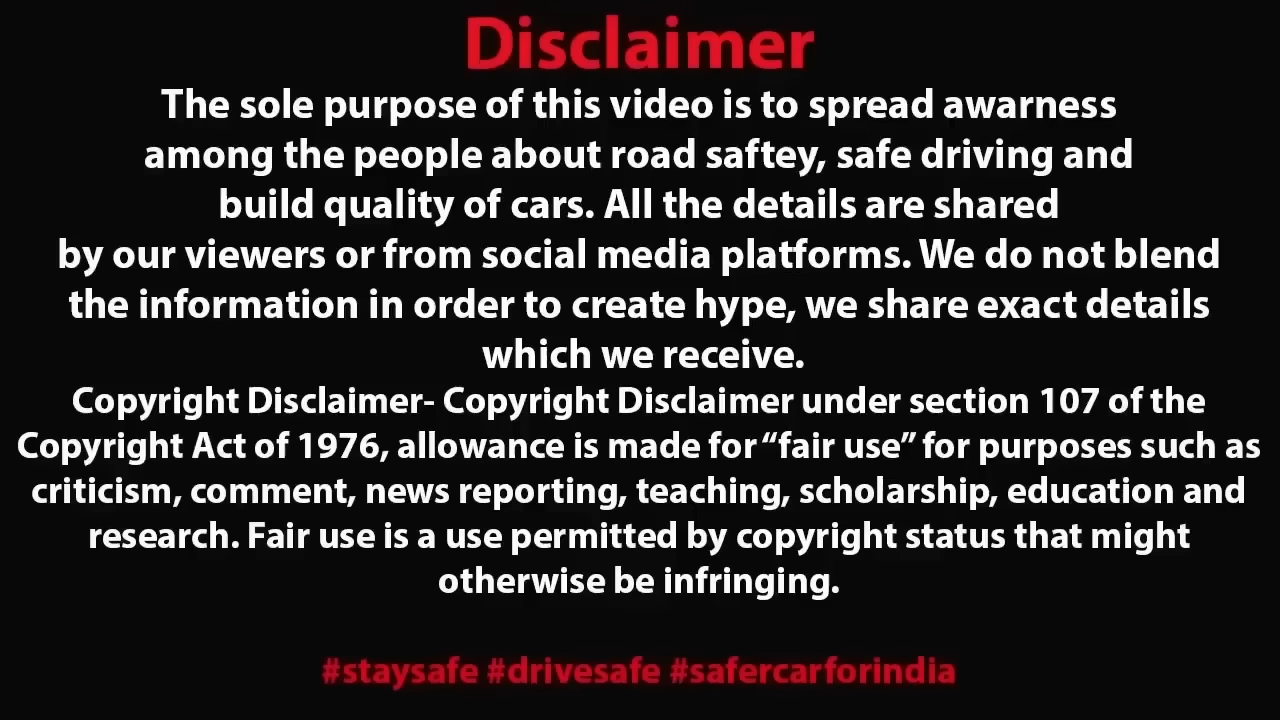 Disclaimer
The sole purpose of this video is to spread awarness
among the people about road saftey, safe driving and
build quality of cars. All the details are shared
by our viewers or from social media platforms. We do not blend
the information in order to create hype, we share exact details
which we receive.
Copyright Disclaimer- Copyright Disclaimer under section 107 of the
Copyright Act of 1976, allowance is made for “fair use” for purposes such as
criticism, comment, news reporting, teaching, scholarship, education and
research. Fair use is a use permitted by copyright status that might
otherwise be infringing.
#staysafe #drivesafe #safercarforindia